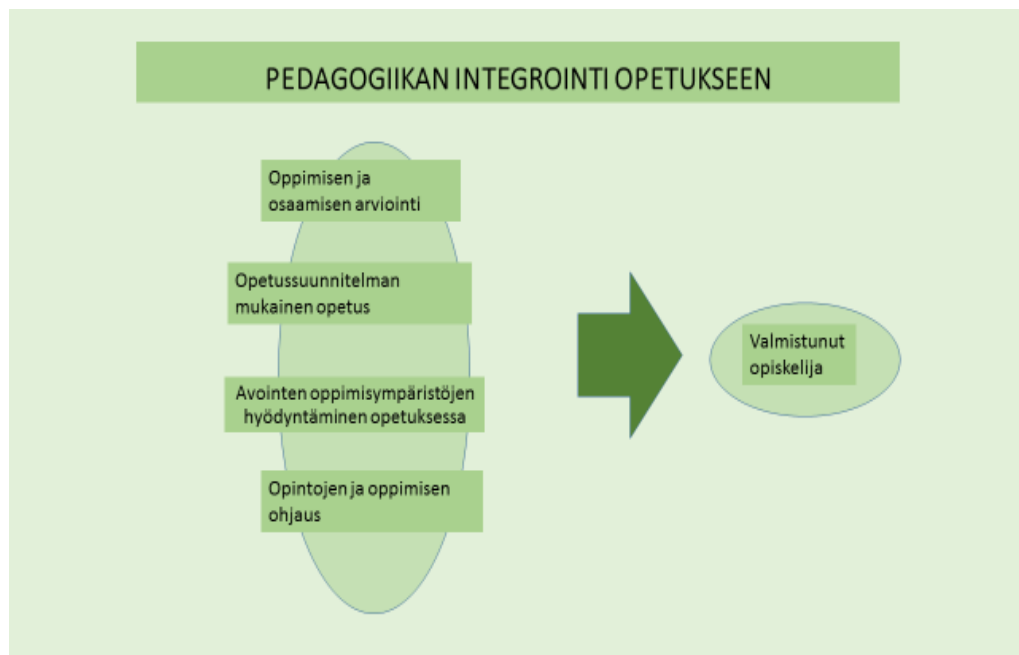 PEDAGOGIIKAN INTEGROINTI OPETUKSEEN
Oppimisen ja
osaamisen arviointi
Opetussuunnitelman
mukainen opetus
Avointen oppimisympäristöjen
hyödyntäminen opetuksessa
Opintojen ja oppimisen
ohjaus
Valmistunut
opiskelija